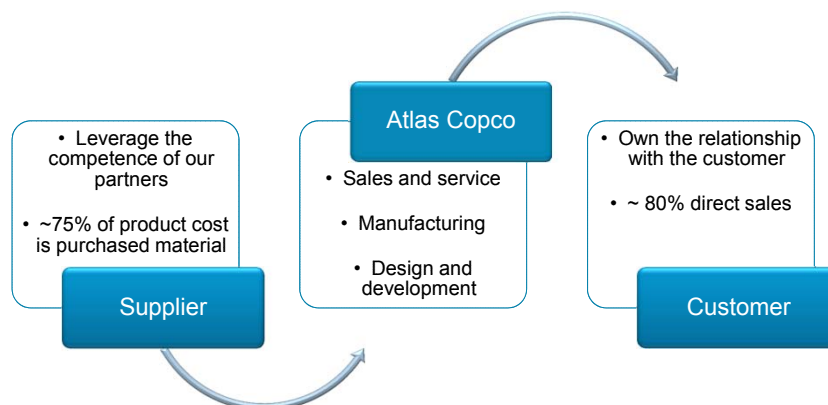 • Leverage the
competence of our
partners
• ~75% of product cost
is purchased material
Supplier
Atlas Copco
• Sales and service
• Manufacturing
• Design and
development
• Own the relationship
with the customer
• ~ 80% direct sales
Customer